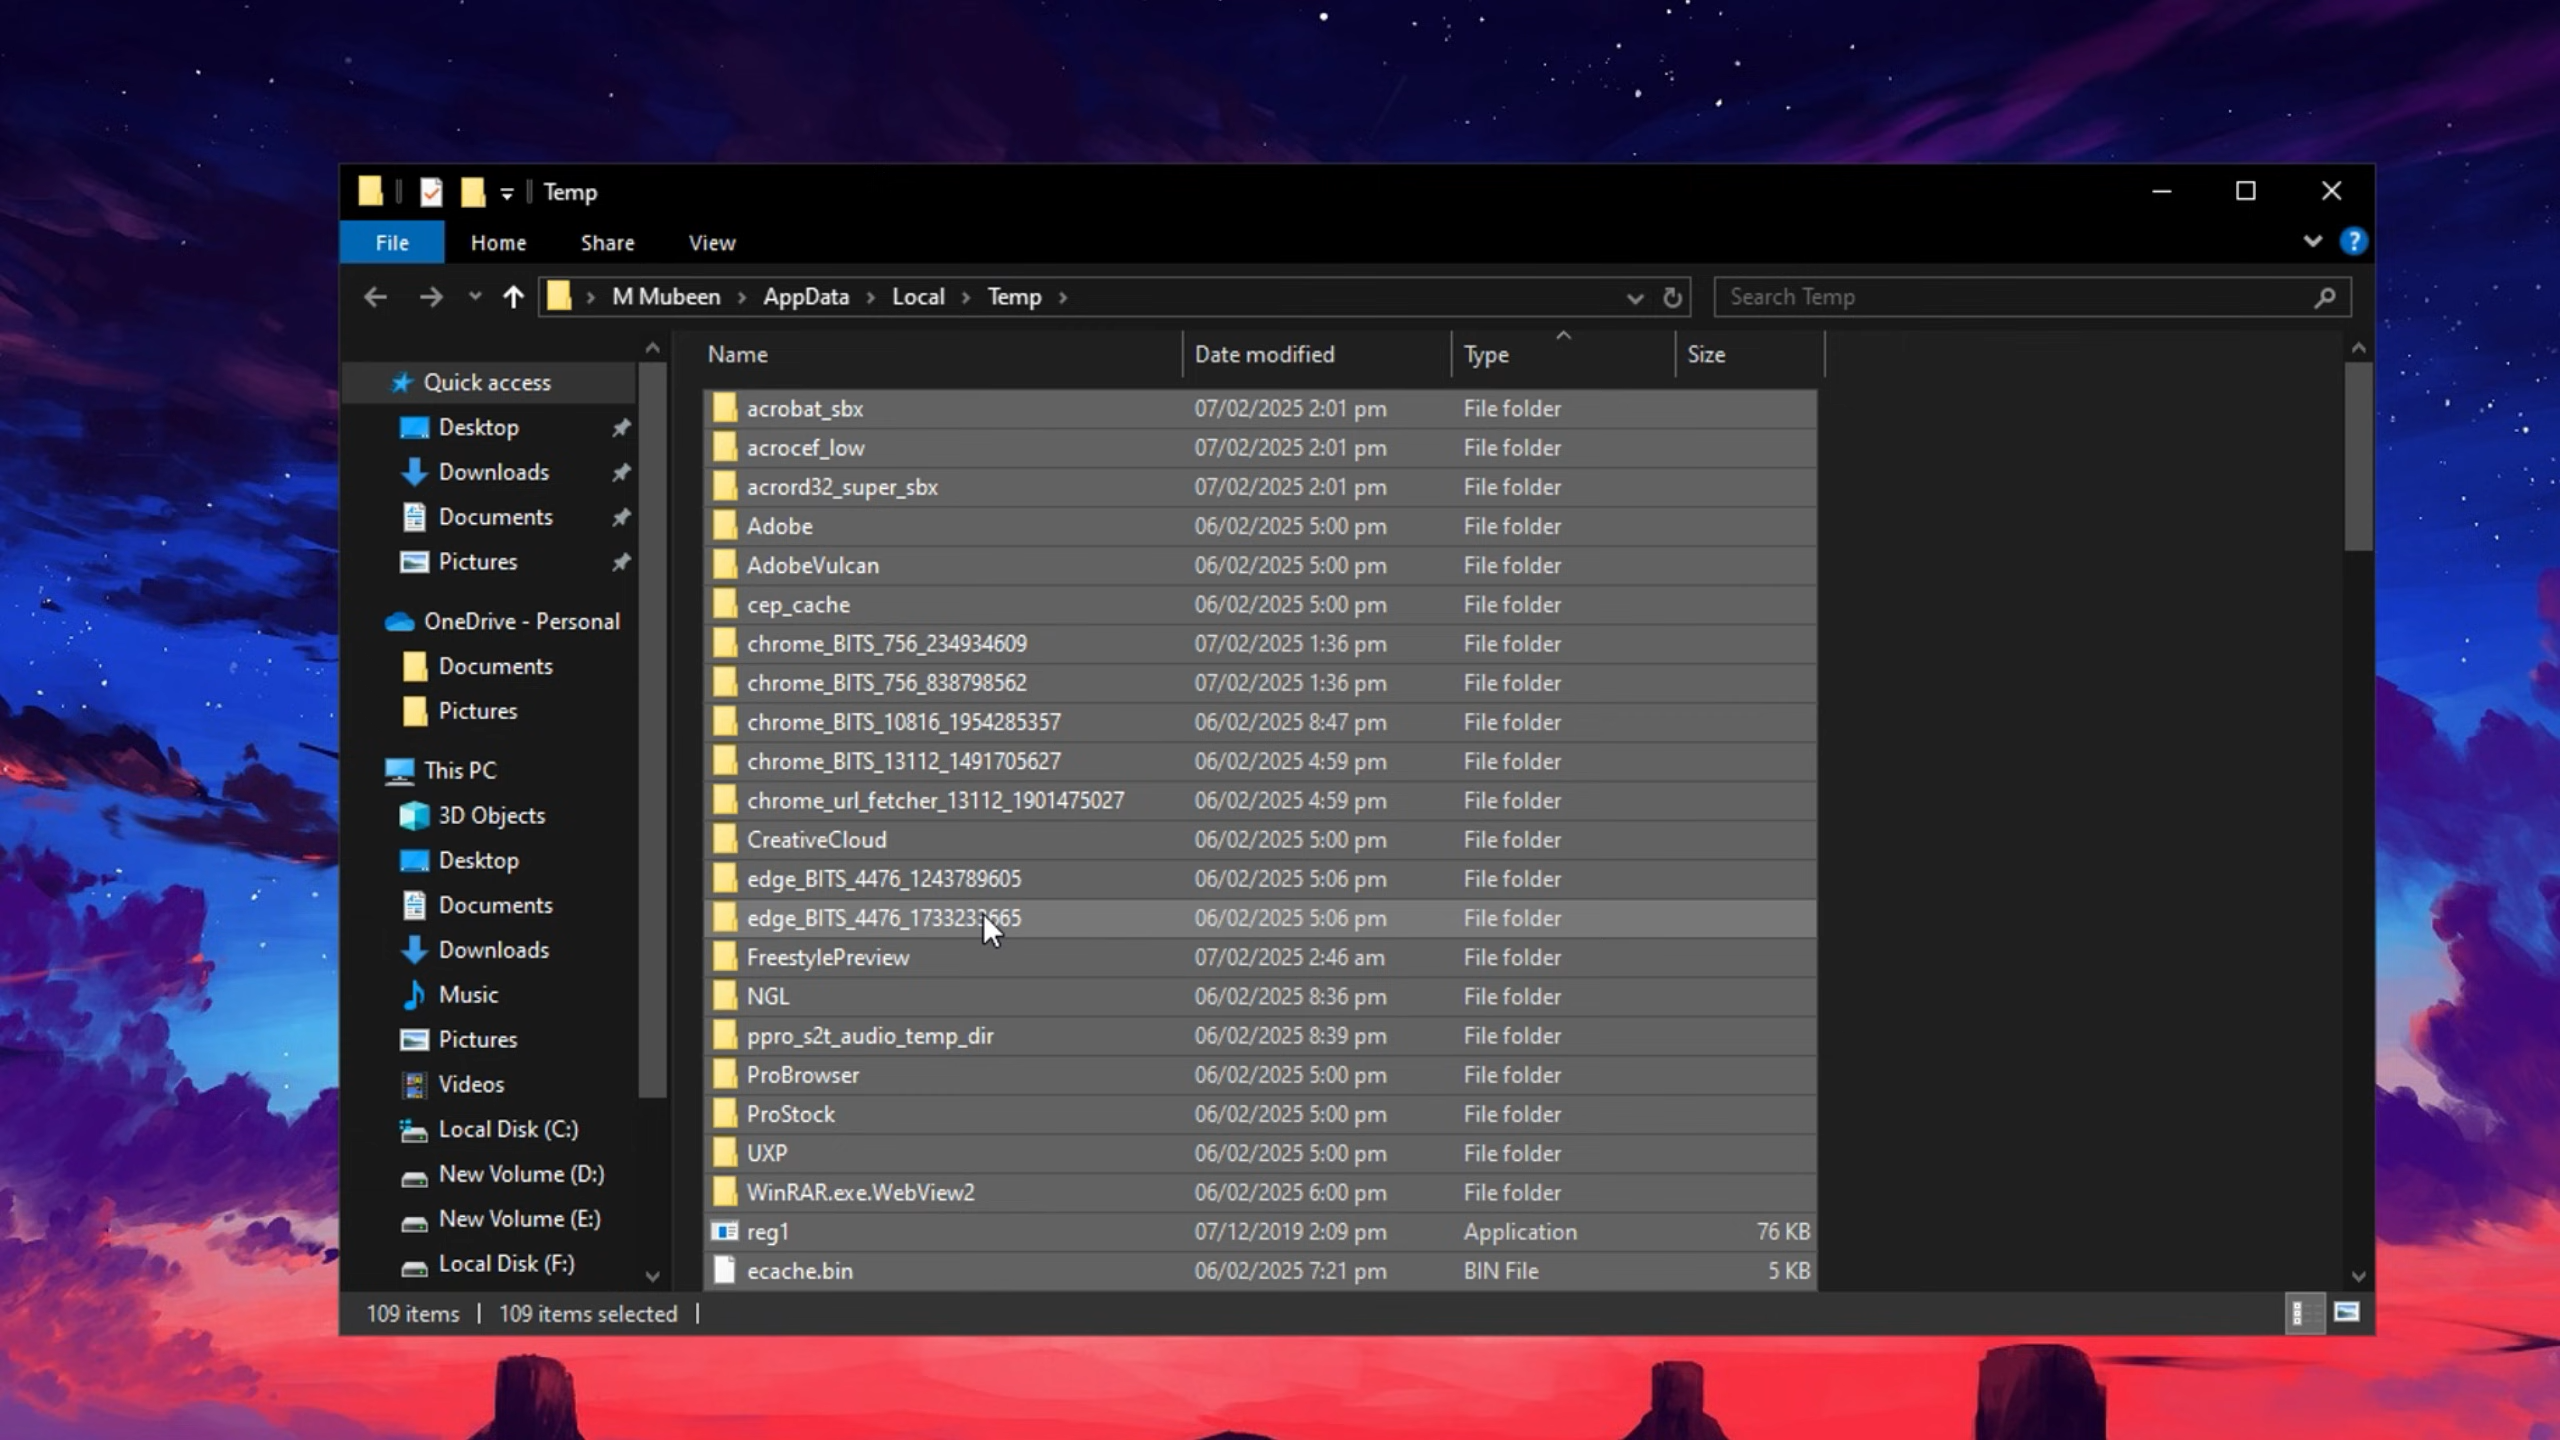 Temp
File Home Share View
M Mubeen AppData Local Temp
Search Temp
Name Date modified Type Size
Quick access
Desktop
Downloads
Documents
Pictures
OneDrive - Personal
Documents
Pictures
This PC
3D Objects
Desktop
Documents
Downloads
Music
Pictures
Videos
Local Disk (C:)
New Volume (D:)
New Volume (E:)
Local Disk (F:)
acrobat_sbx 07/02/2025 2:01 pm File folder
acrocef_low 07/02/2025 2:01 pm File folder
acrord32_super_sbx 07/02/2025 2:01 pm File folder
Adobe 06/02/2025 5:00 pm File folder
AdobeVulcan 06/02/2025 5:00 pm File folder
cep_cache 06/02/2025 5:00 pm File folder
chrome_BITS_756_234934609 07/02/2025 1:36 pm File folder
chrome_BITS_756_838798562 07/02/2025 1:36 pm File folder
chrome_BITS_10816_1954285357 06/02/2025 8:47 pm File folder
chrome_BITS_13112_1491705627 06/02/2025 4:59 pm File folder
chrome_url_fetcher_13112_1901475027 06/02/2025 4:59 pm File folder
CreativeCloud 06/02/2025 5:00 pm File folder
edge_BITS_4476_1243789605 06/02/2025 5:06 pm File folder
06/02/2025 5:06 pm File folder
FreestylePreview 07/02/2025 2:46 am File folder
NGL 06/02/2025 8:36 pm File folder
ppro_s2t_audio_temp_dir 06/02/2025 8:39 pm File folder
ProBrowser 06/02/2025 5:00 pm File folder
ProStock 06/02/2025 5:00 pm File folder
UXP 06/02/2025 5:00 pm File folder
WinRAR.exe.WebView2 06/02/2025 6:00 pm File folder
reg1 07/12/2019 2:09 pm Application 76 KB
ecache.bin 06/02/2025 7:21 pm BIN File 5 KB
109 items 109 items selected